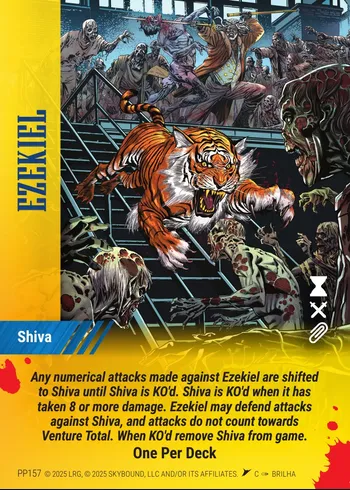 EZEKIEL
Shiva
Any numerical attacks made against Ezekiel are shifted
to Shiva until Shiva is KO'd. Shiva is KO'd when it has
taken 8 or more damage. Ezekiel may defend attacks
against Shiva, and attacks do not count towards
Venture Total. When KO'd remove Shiva from game.
One Per Deck
PP157 © 2025 LRG, © 2025 SKYBOUND, LLC AND/OR ITS AFFILIATES. C BRILHA